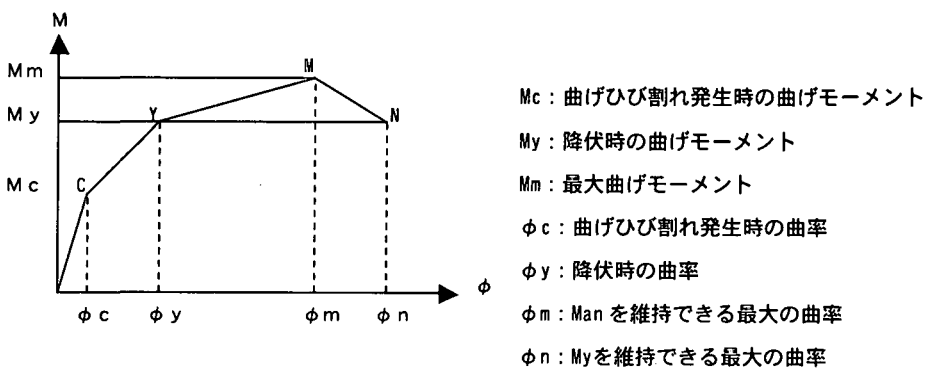 M
Mm
My
Mc
C
Y
M
N
φ
φc
φy
φm
φn
Mc：曲げひび割れ発生時の曲げモーメント
My：降伏時の曲げモーメント
Mm：最大曲げモーメント
φc：曲げひび割れ発生時の曲率
φy：降伏時の曲率
φm：Manを維持できる最大の曲率
φn：Myを維持できる最大の曲率